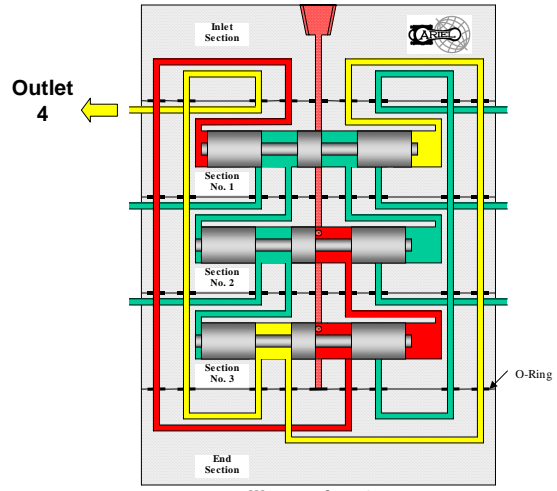 Inlet
Section
ARIEL
Outlet
4
Section
No. 1
Section
No. 2
Section
No. 3
O-Ring
End
Section